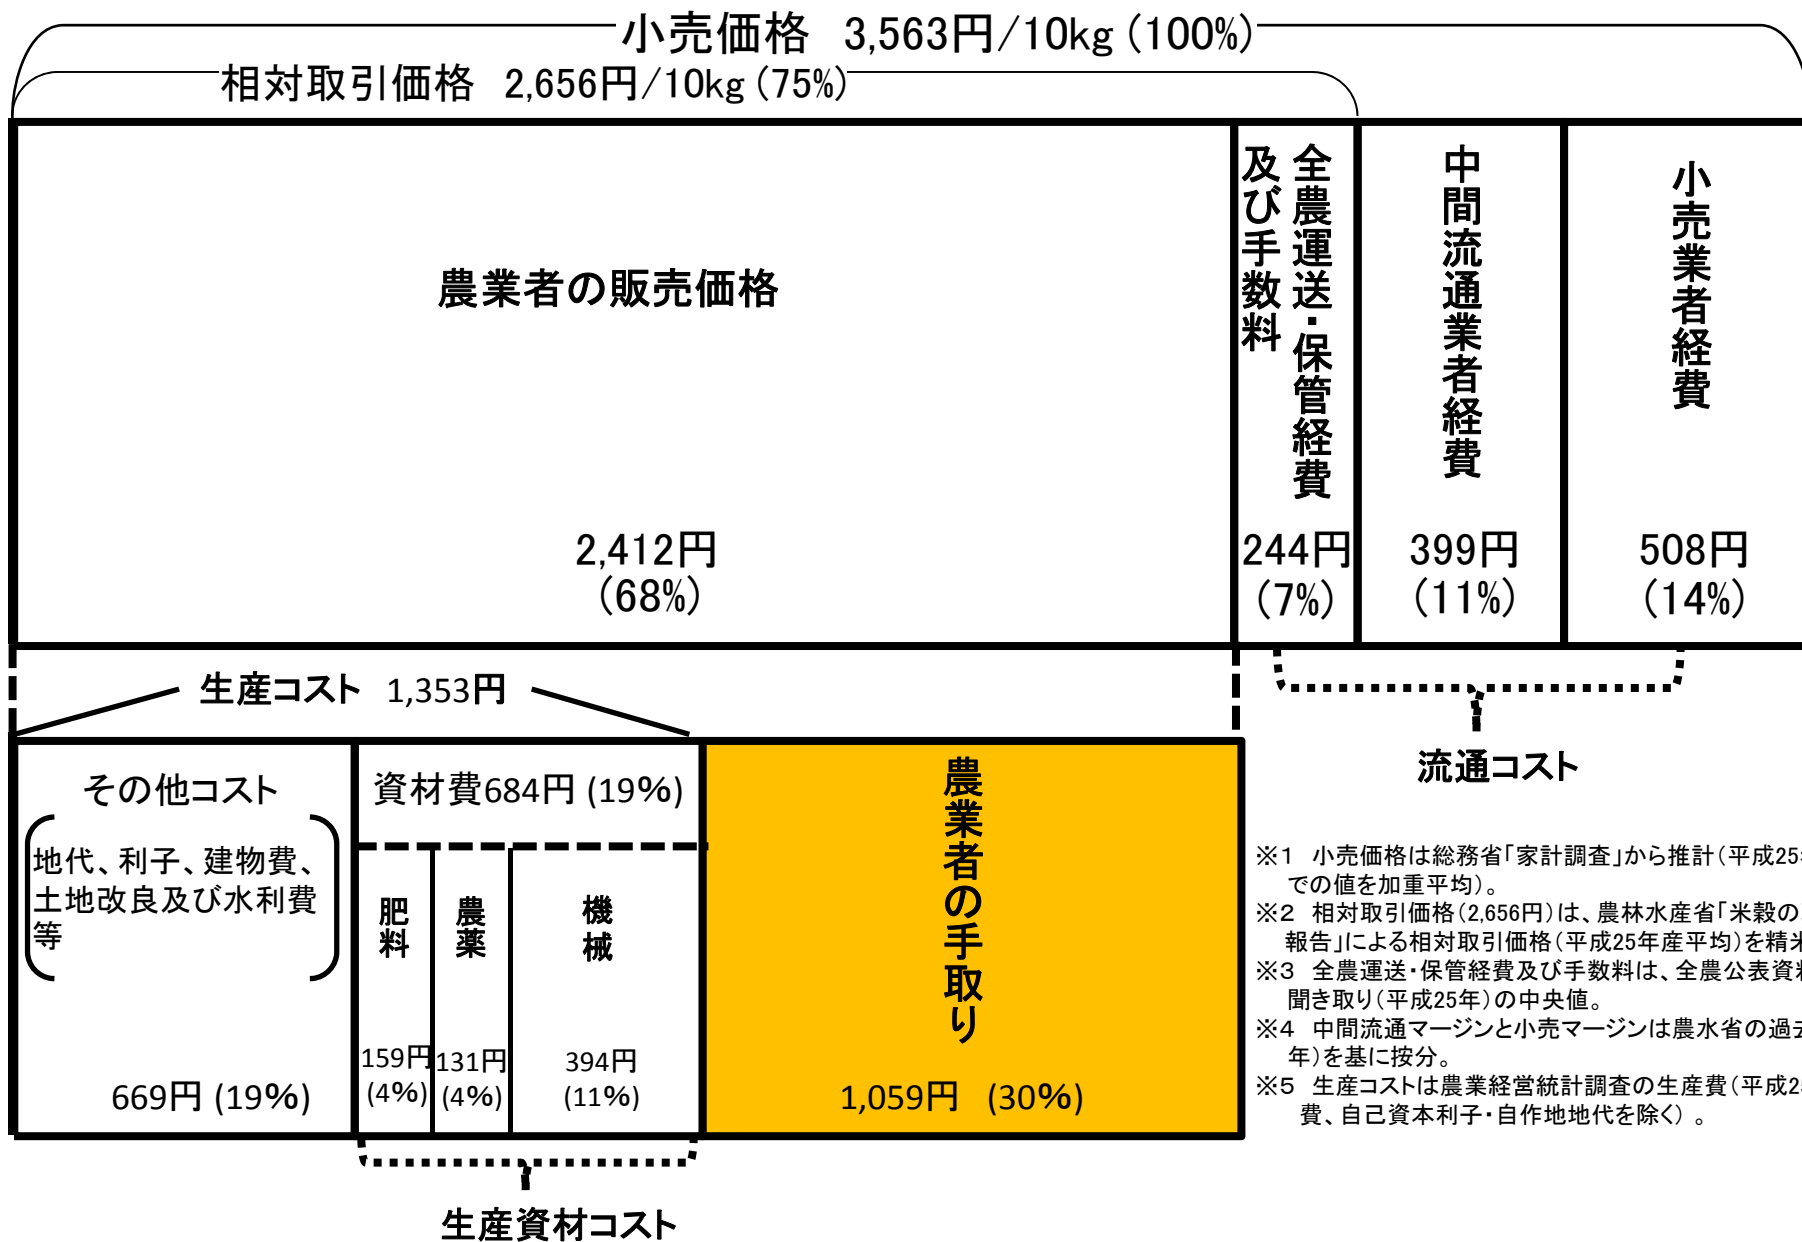 小売価格　3,563円/10kg (100%)
相対取引価格　2,656円/10kg (75%)
農業者の販売価格
2,412円
(68%)
全農運送・保管経費
及び手数料
244円
(7%)
中間流通業者経費
399円
(11%)
小売業者経費
508円
(14%)
生産コスト　1,353円
流通コスト
その他コスト
地代、利子、建物費、
土地改良及び水利費
等
669円 (19%)
資材費684円 (19%)
肥料
159円
(4%)
農薬
131円
(4%)
機械
394円
(11%)
農業者の手取り
1,059円　(30%)
生産資材コスト
※1　小売価格は総務省「家計調査」から推計(平成25
での値を加重平均)。
※2　相対取引価格(2,656円)は、農林水産省「米穀の
報告」による相対取引価格(平成25年産平均)を精米
※3　全農運送・保管経費及び手数料は、全農公表資料
聞き取り(平成25年)の中央値。
※4　中間流通マージンと小売マージンは農水省の過去
年)を基に按分。
※5　生産コストは農業経営統計調査の生産費(平成2
費、自己資本利子・自作地地代を除く) 。